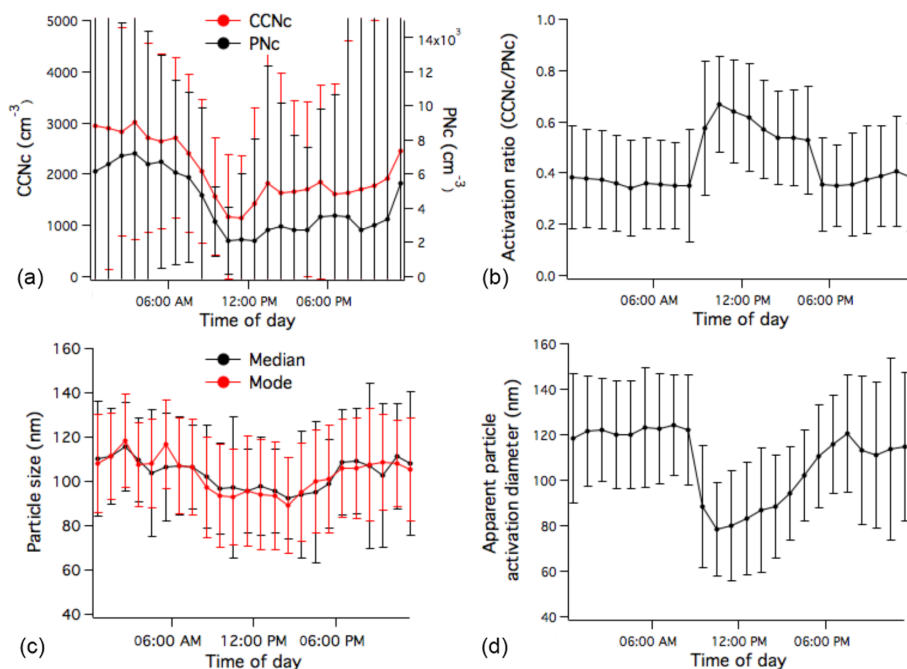 CCNc
PNc
5000
4000
3000
2000
1000
0
CCNc (cm-3)
14x10³
12
10
8
6
4
2
0
PNc (cm-3)
(a)
06:00 AM 12:00 PM 06:00 PM
Time of day
1.0
0.8
0.6
0.4
0.2
0.0
Activation ratio (CCNc/PNc)
(b)
06:00 AM 12:00 PM 06:00 PM
Time of day
Median
Mode
160
140
120
100
80
60
40
Particle size (nm)
(c)
06:00 AM 12:00 PM 06:00 PM
Time of day
160
140
120
100
80
60
40
Apparent particle
activation diameter (nm)
(d)
06:00 AM 12:00 PM 06:00 PM
Time of day